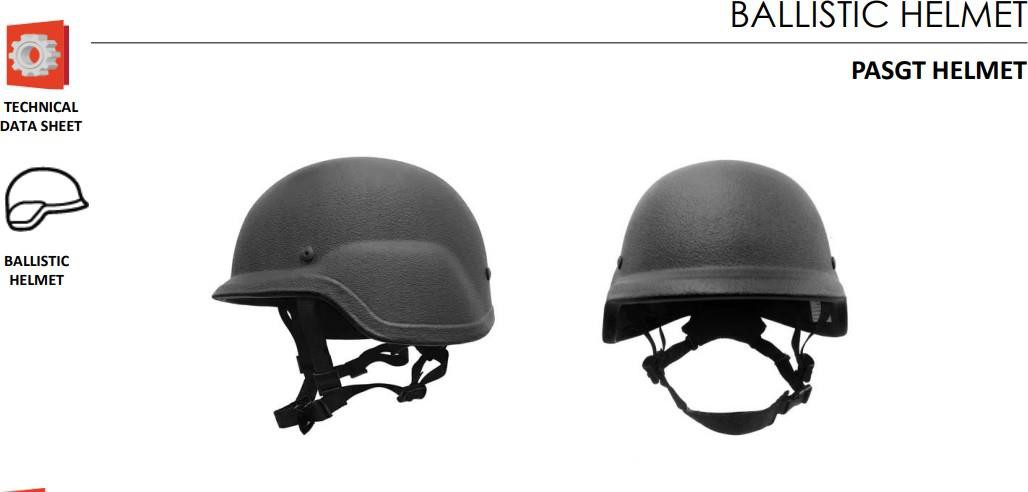 BALLISTIC HELMET
PASGT HELMET
TECHNICAL
DATA SHEET
BALLISTIC
HELMET